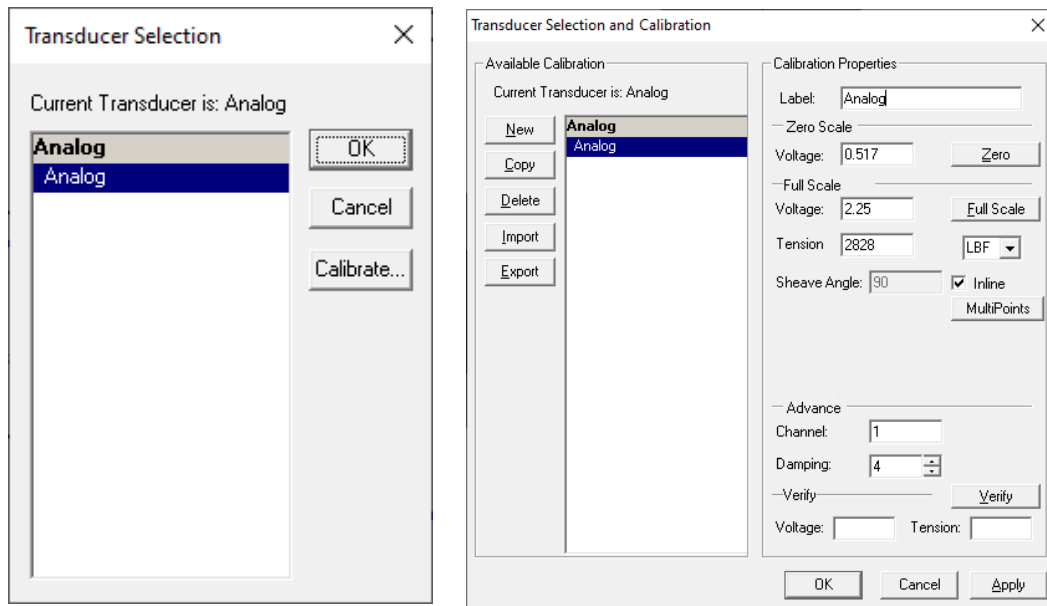 Transducer Selection
Current Transducer is: Analog
Analog
Analog
OK
Cancel
Calibrate...
Transducer Selection and Calibration
Available Calibration
Current Transducer is: Analog
New
Copy
Delete
Import
Export
Analog
Analog
Calibration Properties
Label: Analog
Zero Scale
Voltage: 0.517 Zero
Full Scale
Voltage: 2.25 Full Scale
Tension 2828 LBF
Sheave Angle: 90 Inline
MultiPoints
Advance
Channel: 1
Damping: 4
Verify Verify
Voltage: Tension:
OK Cancel Apply